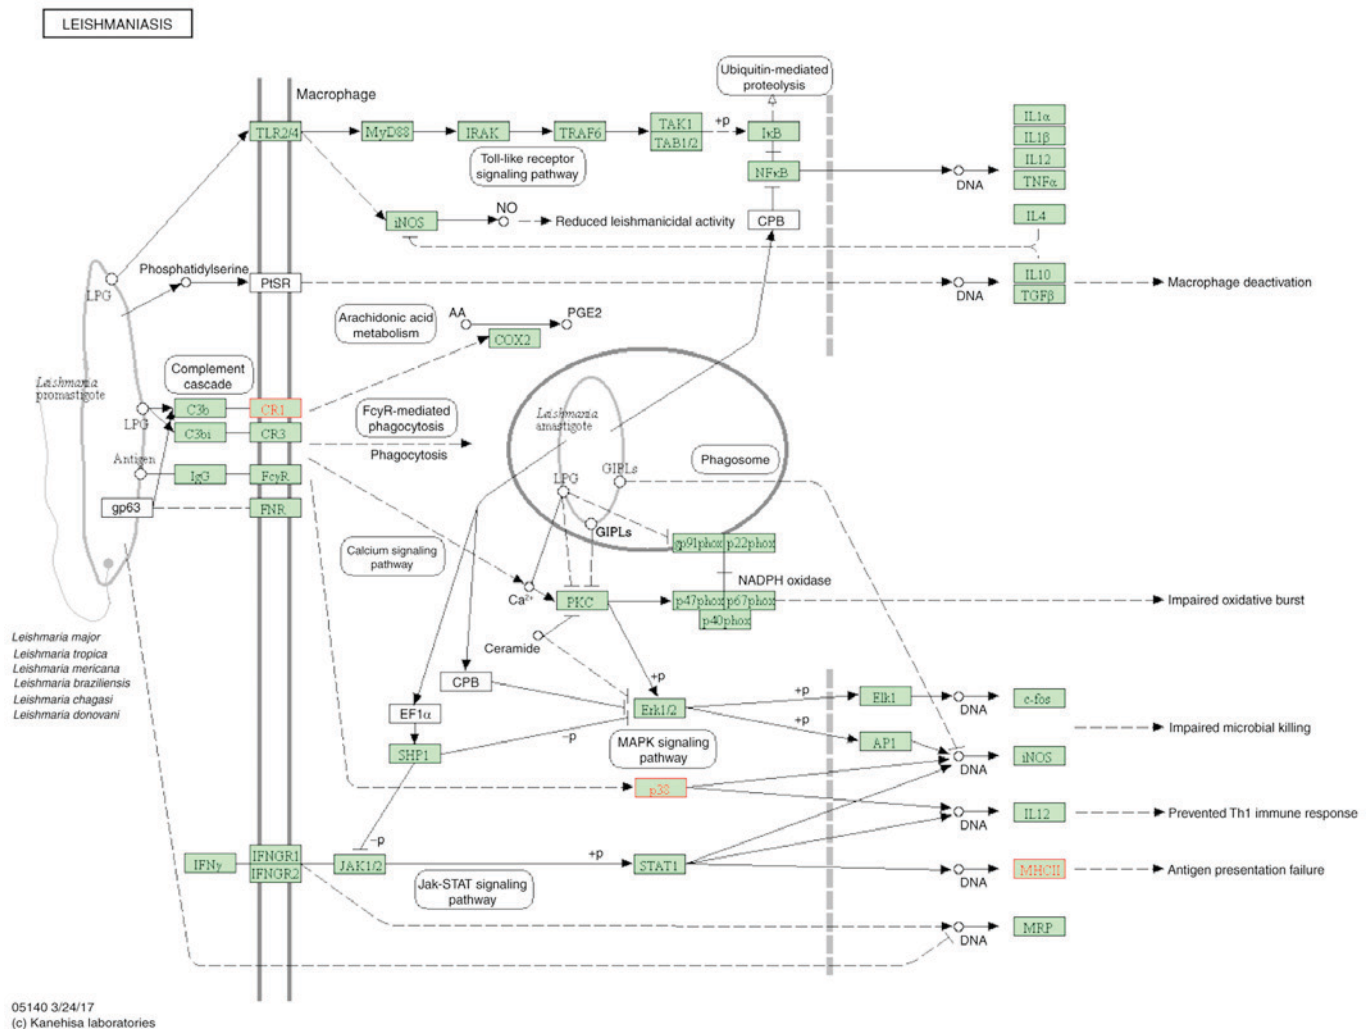 LEISHMANIASIS
Macrophage
Ubiquitin-mediated
proteolysis
TLR2/4
MyD88
IRAK
TRAF6
TAK1
TAB1/2
+p
IκB
Toll-like receptor
signaling pathway
NFκB
DNA
IL1α
IL1β
IL12
TNFα
iNOS
NO
Reduced leishmanicidal activity
CPB
IL4
LPG
Phosphatidylserine
PtSR
DNA
IL10
TGFβ
Macrophage deactivation
Arachidonic acid
metabolism
AA
PGE2
COX2
Leishmania
promastigote
Complement
cascade
LPG
C3b
CR1
C3bi
CR3
FcγR-mediated
phagocytosis
Phagocytosis
Leishmania
amastigote
Phagosome
Antigen
IgG
FcγR
LPG
GIPLs
gp63
FNR
GIPLs
gp91phox
p22phox
Calcium signaling
pathway
NADPH oxidase
Ca2+
PKC
p47phox
p67phox
p40phox
Impaired oxidative burst
Ceramide
Leishmaria major
Leishmaria tropica
Leishmaria mericana
Leishmaria braziliensis
Leishmaria chagasi
Leishmaria donovani
CPB
+p
Erk1/2
+p
Elk1
DNA
c-fos
EF1α
–p
+p
Impaired microbial killing
SHP1
MAPK signaling
pathway
AP1
DNA
iNOS
p38
DNA
IL12
Prevented Th1 immune response
–p
IFNγ
IFNGR1
IFNGR2
JAK1/2
+p
STAT1
DNA
MHCII
Antigen presentation failure
Jak-STAT signaling
pathway
DNA
MRP
05140 3/24/17
(c) Kanehisa laboratories